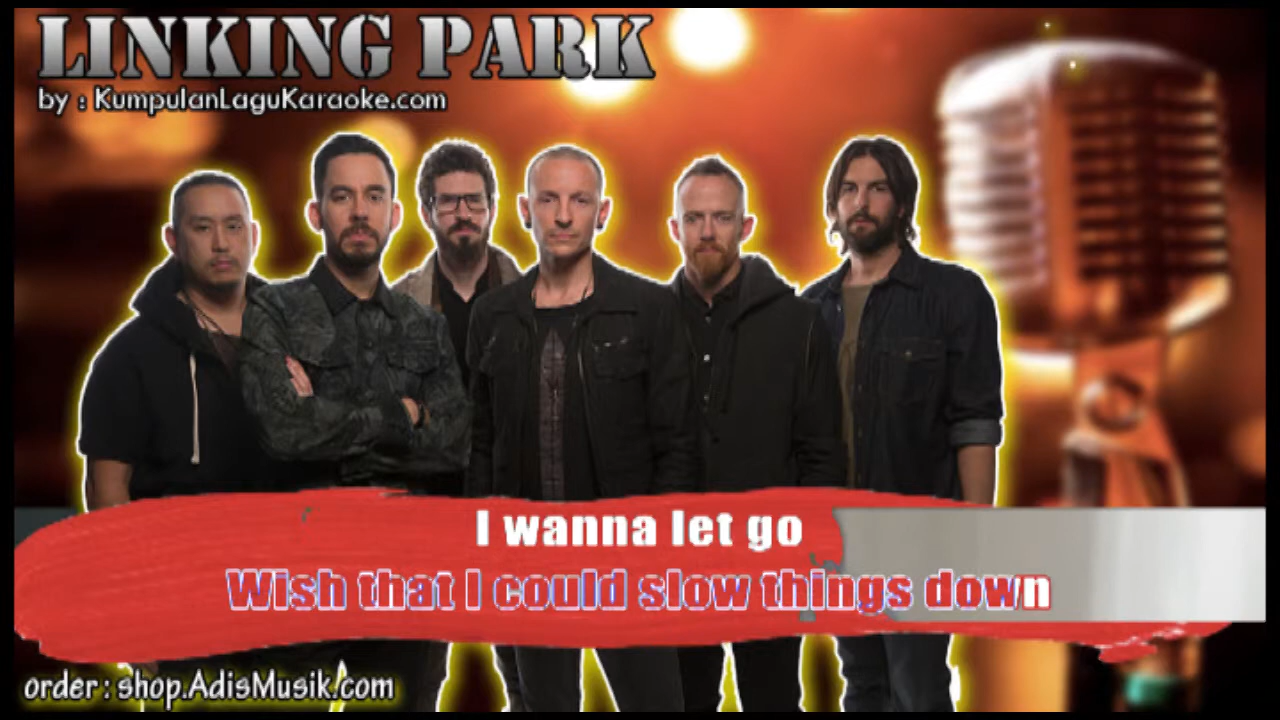 LINKING PARK
by : KumpulanLaguKaraoke.com
I wanna let go
Wish that I could slow things down
order : shop.AdisMusik.com